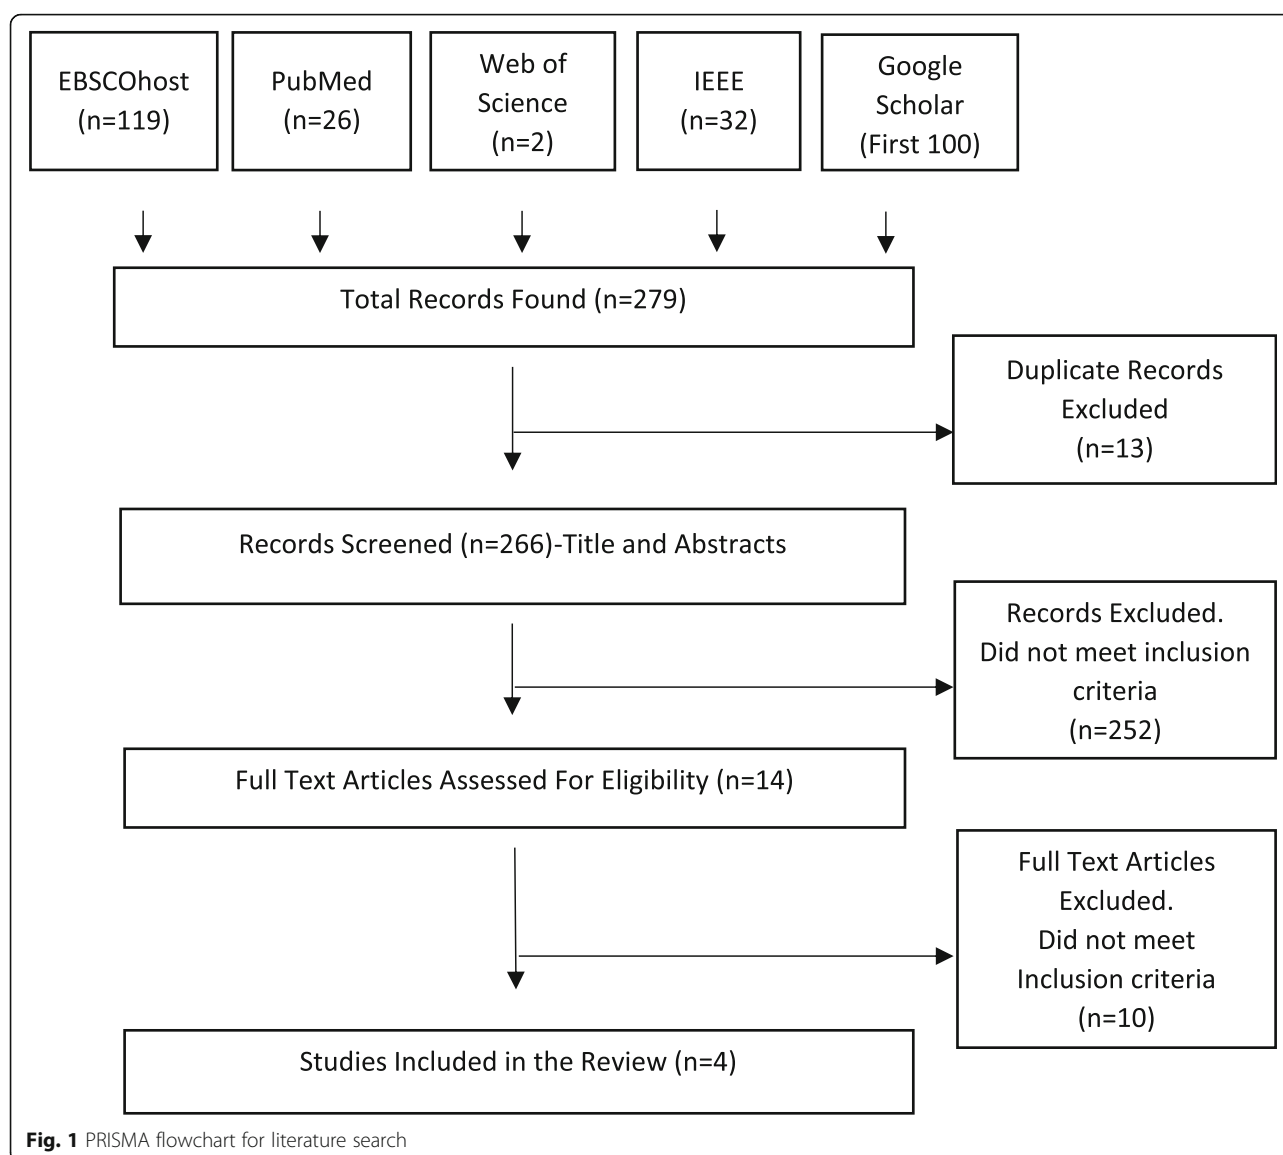 EBSCOhost
(n=119)
PubMed
(n=26)
Web of
Science
(n=2)
IEEE
(n=32)
Google
Scholar
(First 100)
Total Records Found (n=279)
Duplicate Records
Excluded
(n=13)
Records Screened (n=266)-Title and Abstracts
Records Excluded.
Did not meet inclusion
criteria
(n=252)
Full Text Articles Assessed For Eligibility (n=14)
Full Text Articles
Excluded.
Did not meet
Inclusion criteria
(n=10)
Studies Included in the Review (n=4)
Fig. 1 PRISMA flowchart for literature search